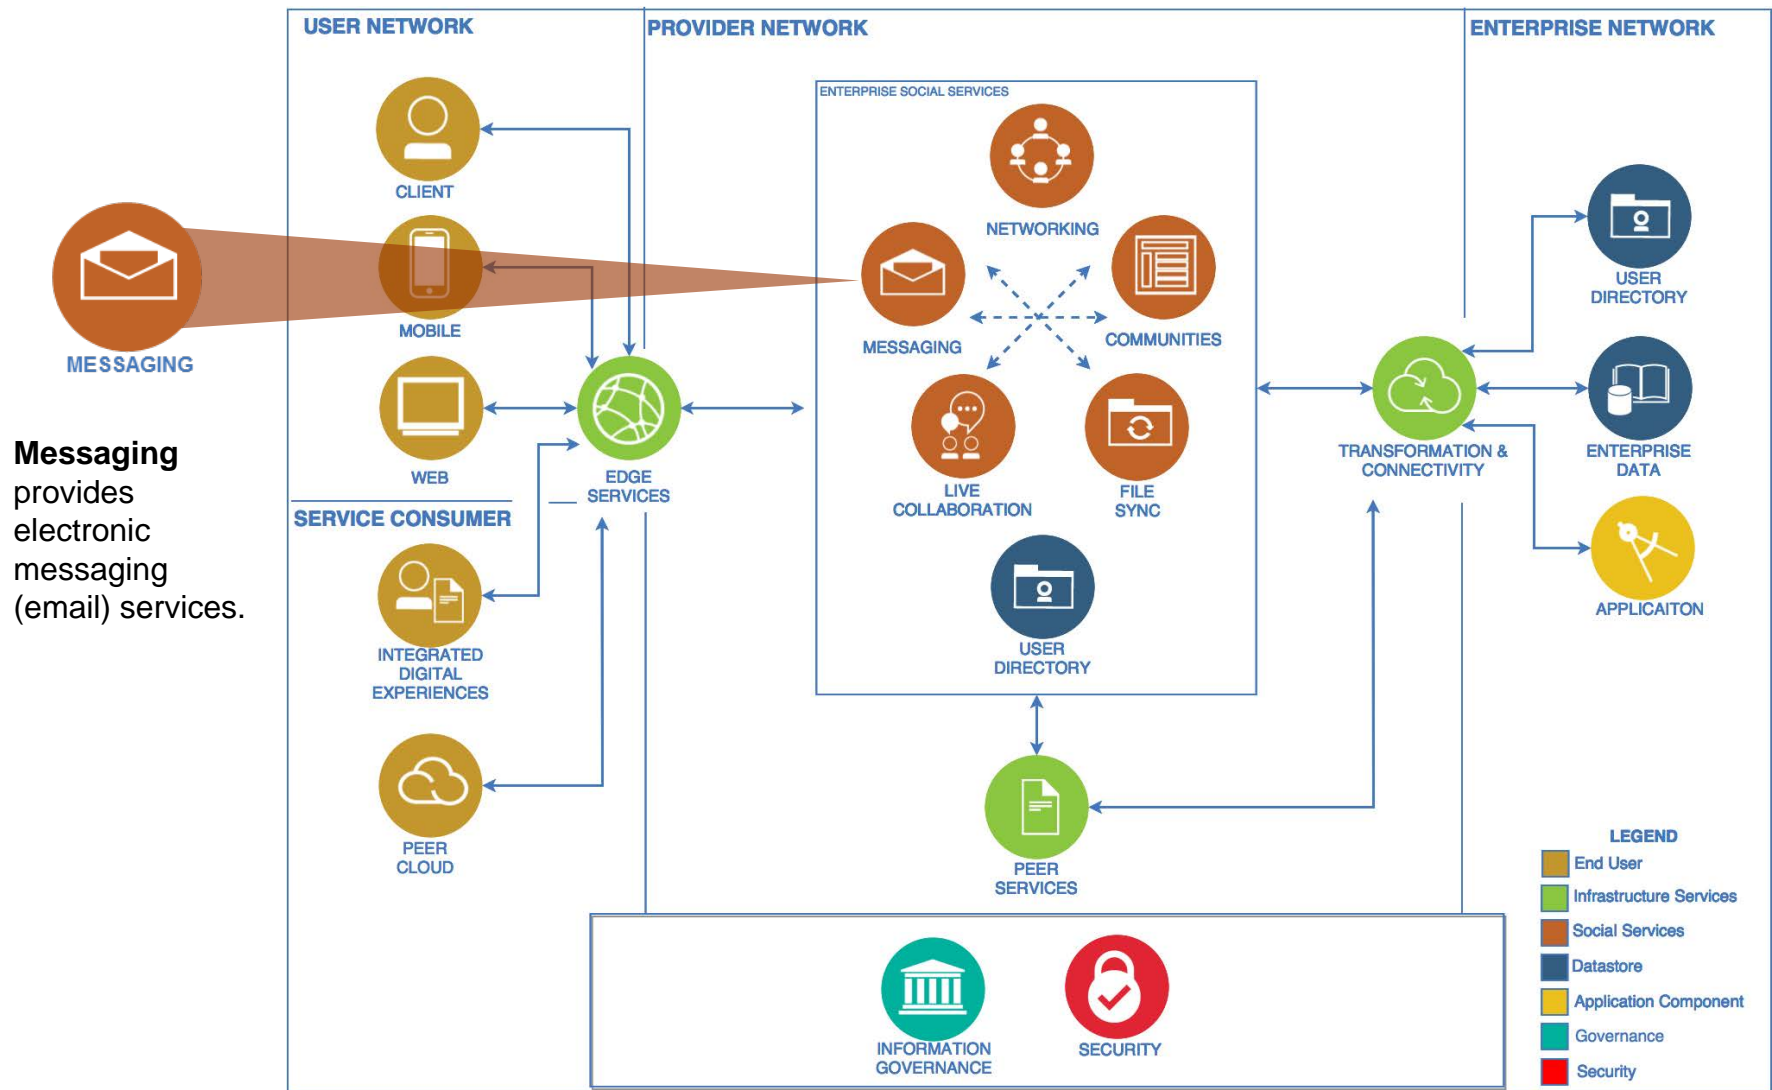 USER NETWORK
PROVIDER NETWORK
ENTERPRISE NETWORK
ENTERPRISE SOCIAL SERVICES
CLIENT
MOBILE
WEB
EDGE
SERVICES
SERVICE CONSUMER
INTEGRATED
DIGITAL
EXPERIENCES
PEER
CLOUD
MESSAGING
Messaging
provides
electronic
messaging
(email) services.
NETWORKING
MESSAGING
COMMUNITIES
LIVE
COLLABORATION
FILE
SYNC
USER
DIRECTORY
PEER
SERVICES
TRANSFORMATION &
CONNECTIVITY
USER
DIRECTORY
ENTERPRISE
DATA
APPLICAITON
INFORMATION
GOVERNANCE
SECURITY
LEGEND
End User
Infrastructure Services
Social Services
Datastore
Application Component
Governance
Security